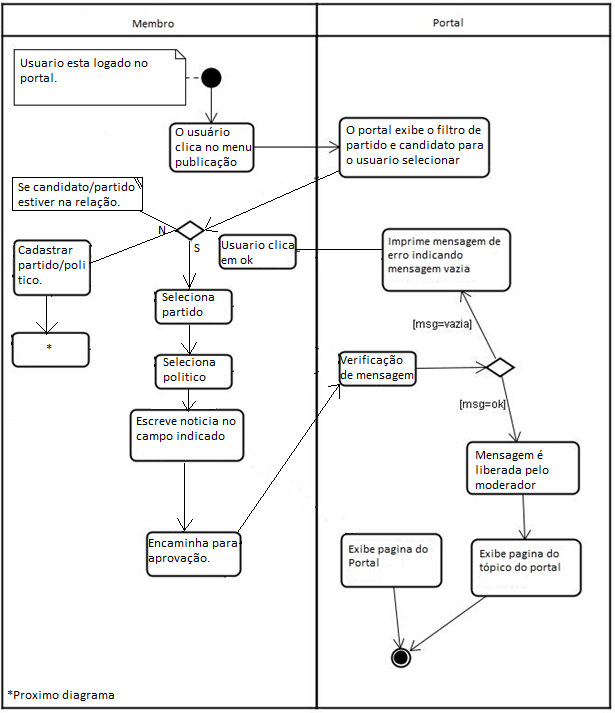 Membro
Portal
Usuario esta logado no
portal.
O usuário
clica no menu
publicação
O portal exibe o filtro de
partido e candidato para
o usuario selecionar
Se candidato/partido
estiver na relação.
N
S
Cadastrar
partido/poli
tico.
*
Usuario clica
em ok
Imprime mensagem de
erro indicando
mensagem vazia
Seleciona
partido
[msg=vazia]
Seleciona
politico
Verificação
de mensagem
[msg=ok]
Escreve noticia no
campo indicado
Mensagem é
liberada pelo
moderador
Encaminha para
aprovação.
Exibe pagina do
Portal
Exibe pagina do
tópico do portal
*Proximo diagrama